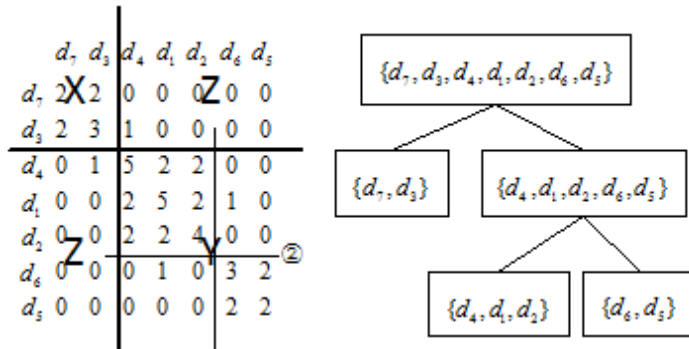 d₇ d₃ d₄ d₁ d₂ d₆ d₅
d₇ 2 X 2 0 0 0 Z 0 0
d₃ 2 3 1 0 0 0 0
d₄ 0 1 5 2 2 0 0
d₁ 0 0 2 5 2 1 0
d₂ 0 0 2 2 4 0 0
Z Y ②
d₆ 0 0 0 1 0 3 2
d₅ 0 0 0 0 0 2 2
{d₇,d₃,d₄,d₁,d₂,d₆,d₅}
{d₇,d₃} {d₄,d₁,d₂,d₆,d₅}
{d₄,d₁,d₂} {d₆,d₅}